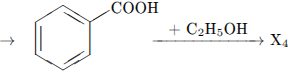 → COOH + C₂H₅OH → X₄